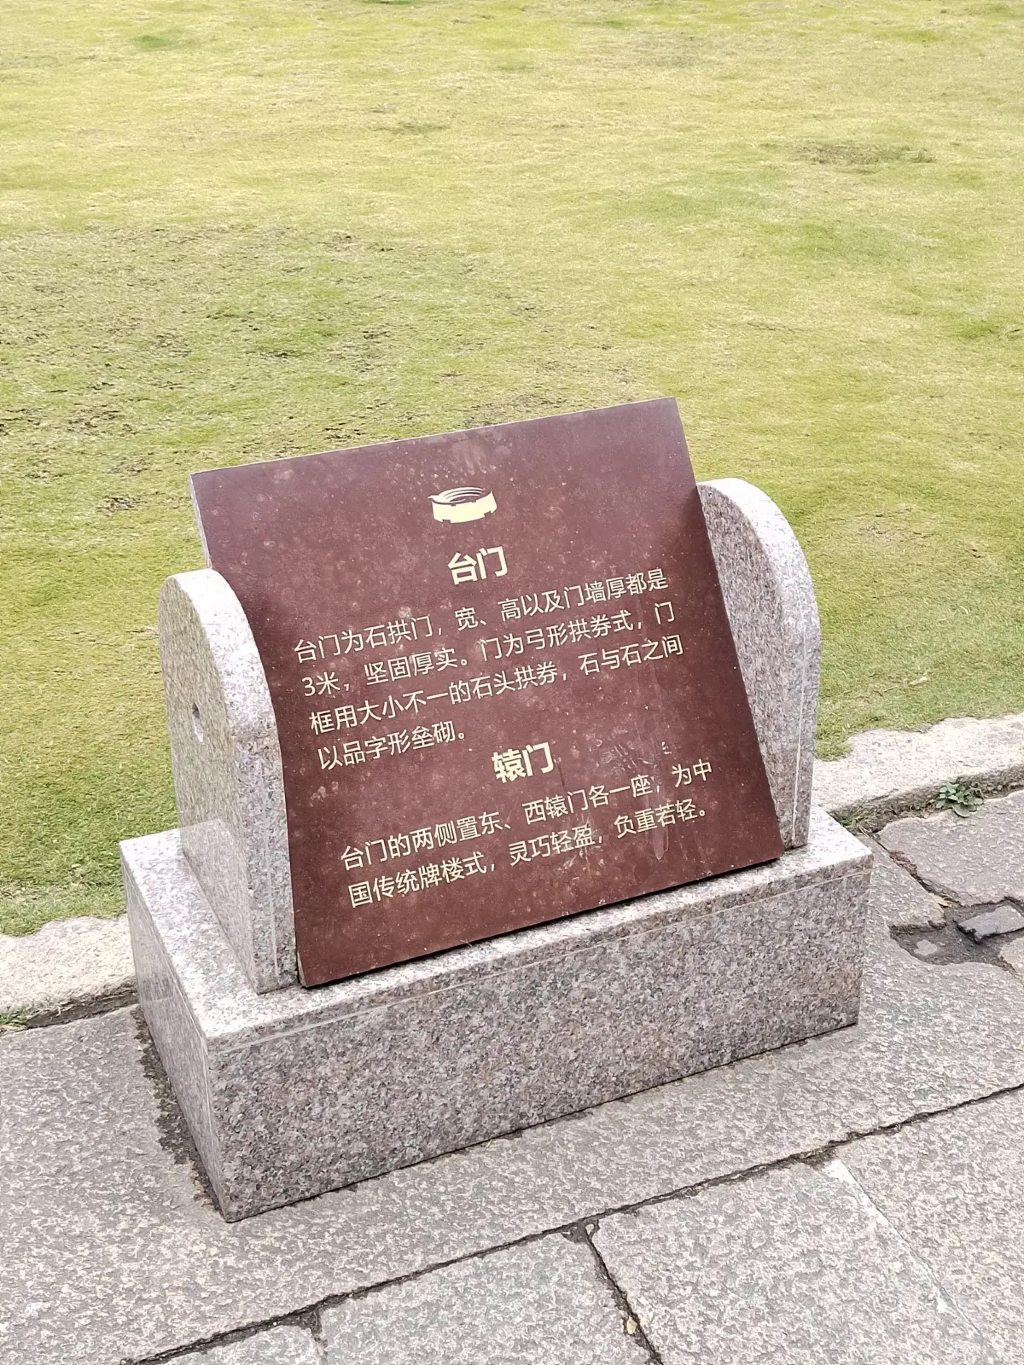 台门
台门为石拱门，宽、高以及门墙厚都是
3米，坚固厚实。门为弓形拱券式，门
框用大小不一的石头拱券，石与石之间
以品字形垒砌。
辕门
台门的两侧置东、西辕门各一座，为中
国传统牌楼式，灵巧轻盈，负重若轻。